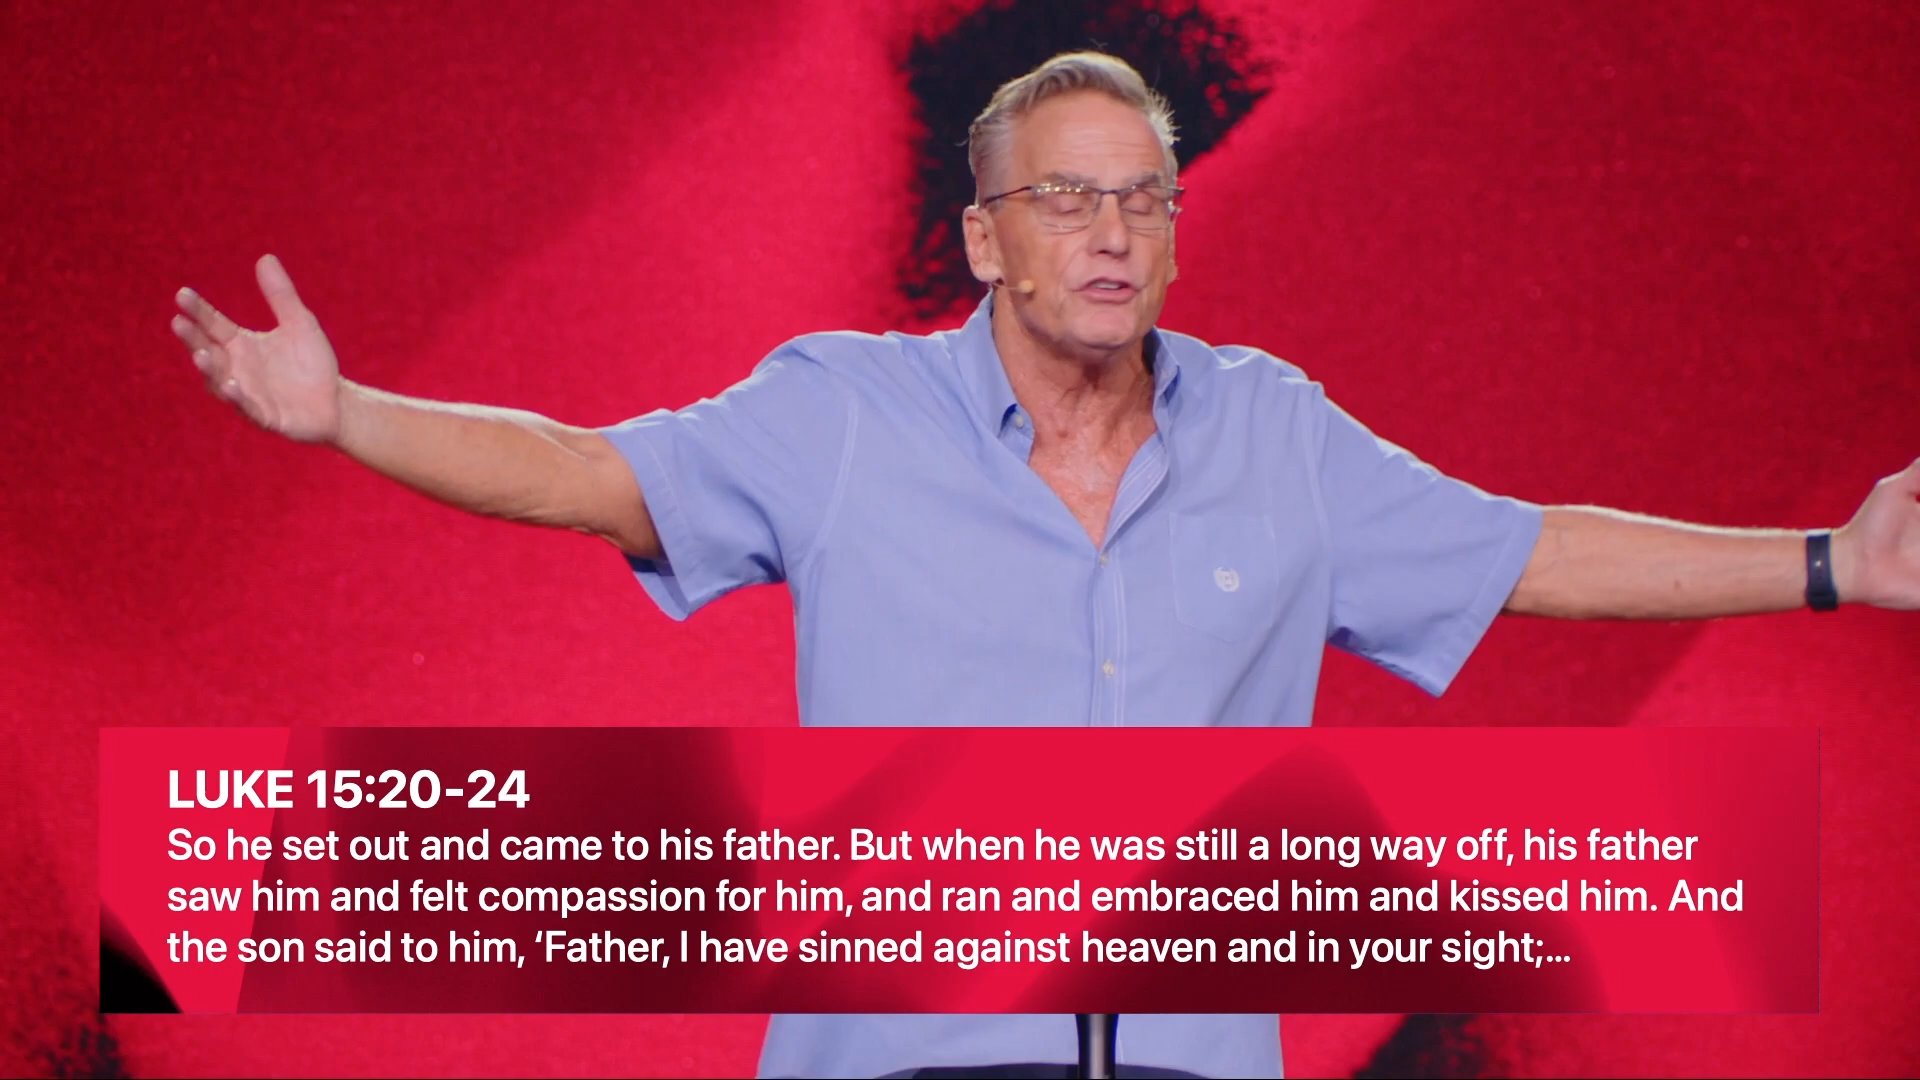 LUKE 15:20-24
So he set out and came to his father. But when he was still a long way off, his father
saw him and felt compassion for him, and ran and embraced him and kissed him. And
the son said to him, ‘Father, I have sinned against heaven and in your sight;...